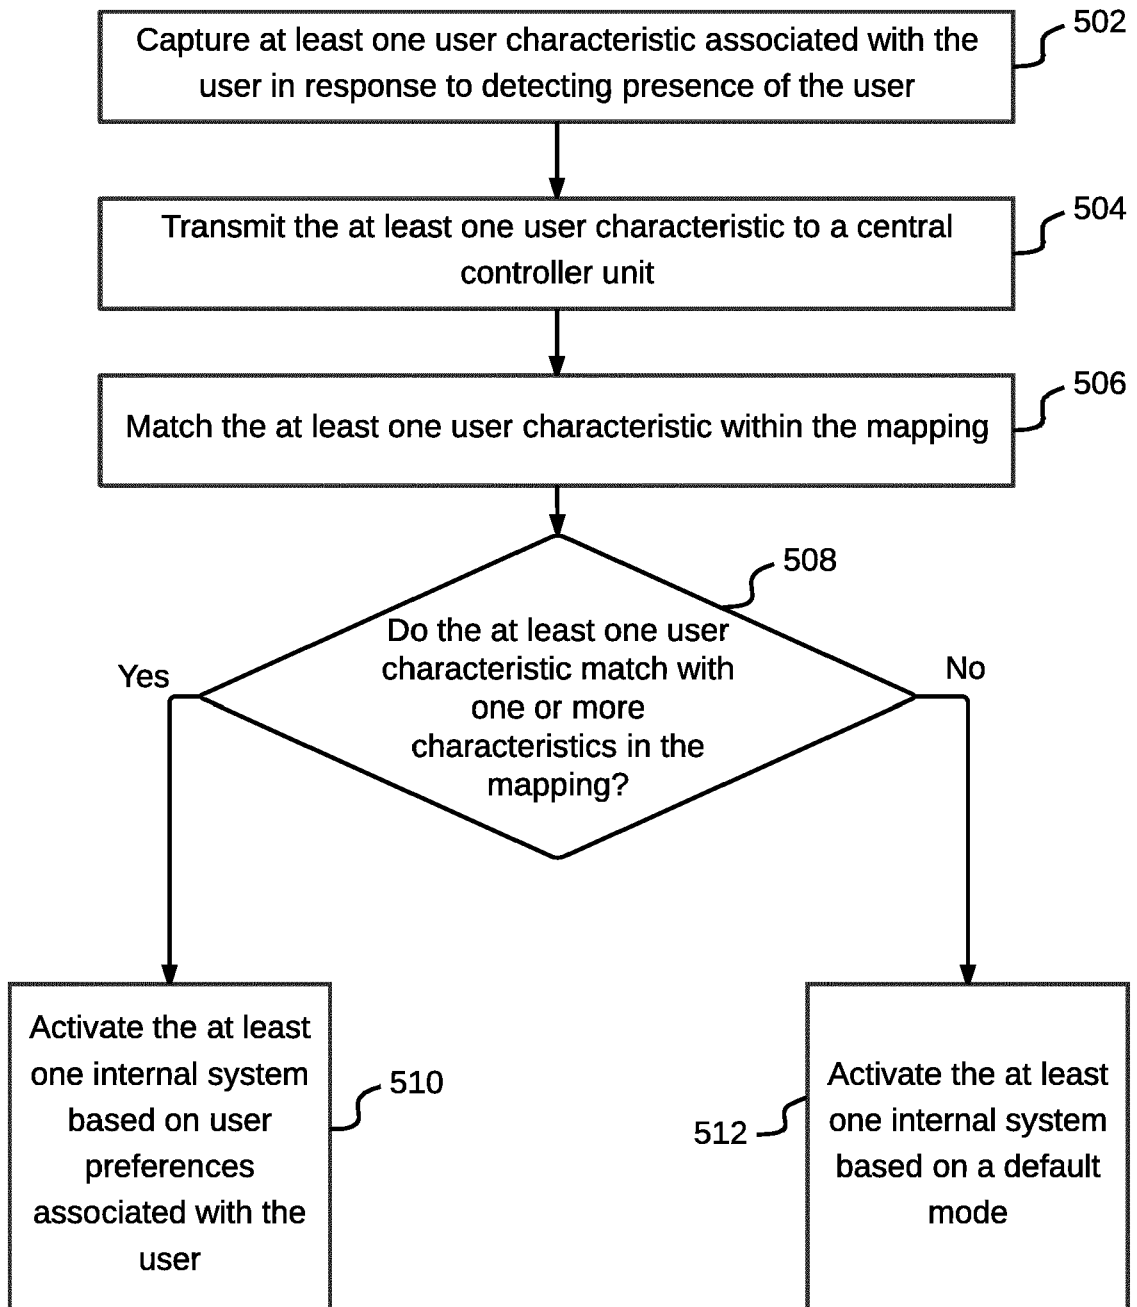 Capture at least one user characteristic associated with the
user in response to detecting presence of the user
502
Transmit the at least one user characteristic to a central
controller unit
504
Match the at least one user characteristic within the mapping
506
508
Do the at least one user
characteristic match with
one or more
characteristics in the
mapping?
Yes
No
Activate the at least
one internal system
based on user
preferences
associated with the
user
510
512
Activate the at least
one internal system
based on a default
mode